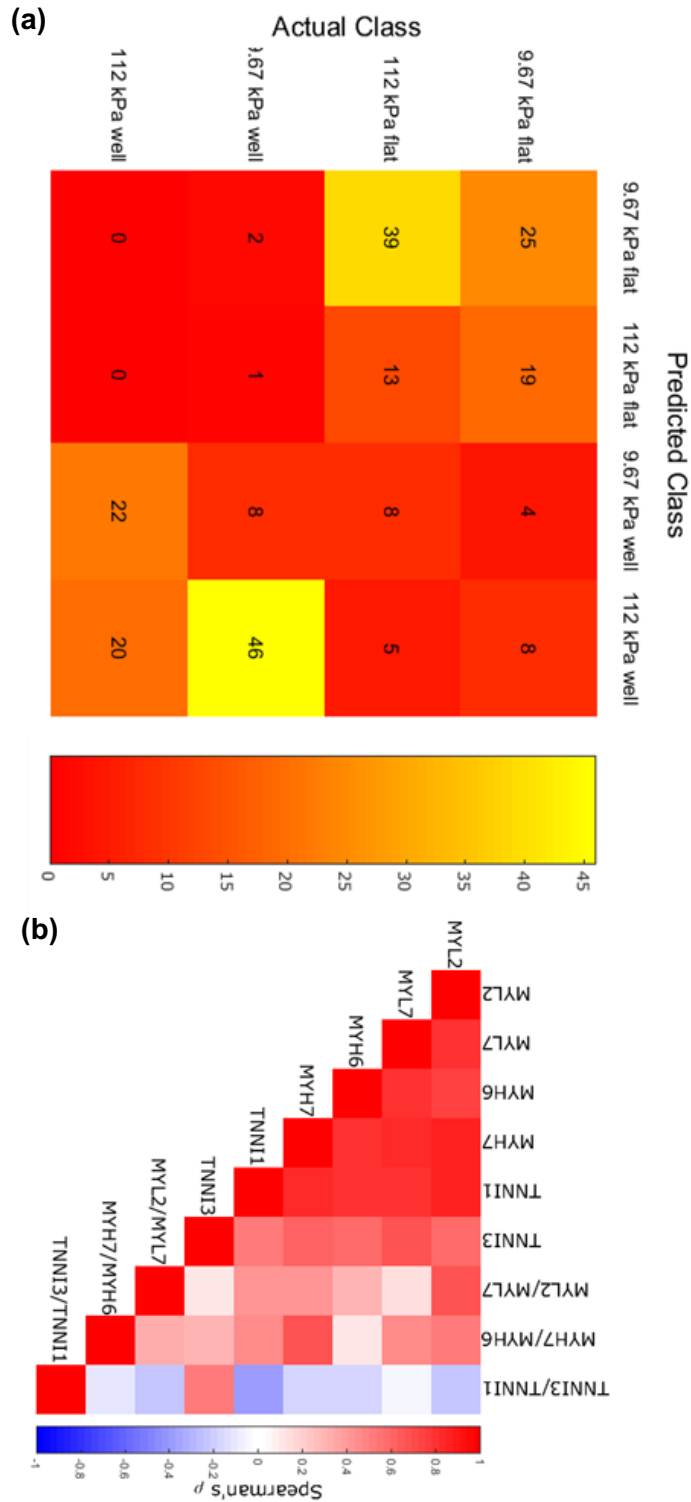 (a)
Actual Class
112 kPa well
9.67 kPa well
112 kPa flat
9.67 kPa flat
Predicted Class
9.67 kPa flat
112 kPa flat
9.67 kPa well
112 kPa well
0 2 39 25
0 1 13 19
22 8 8 4
20 46 5 8
0
5
10
15
20
25
30
35
40
45
(b)
MYL2
MYL7
MYH6
MYH7
TNNI1
TNNI3
MYL2/MYL7
MYH7/MYH6
TNNI3/TNNI1
MYL2
MYL7
MYH6
MYH7
TNNI1
TNNI3
MYL2/MYL7
MYH7/MYH6
TNNI3/TNNI1
-1 -0.8 -0.6 -0.4 -0.2 0 0.2 0.4 0.6 0.8 1
Spearman's ρ